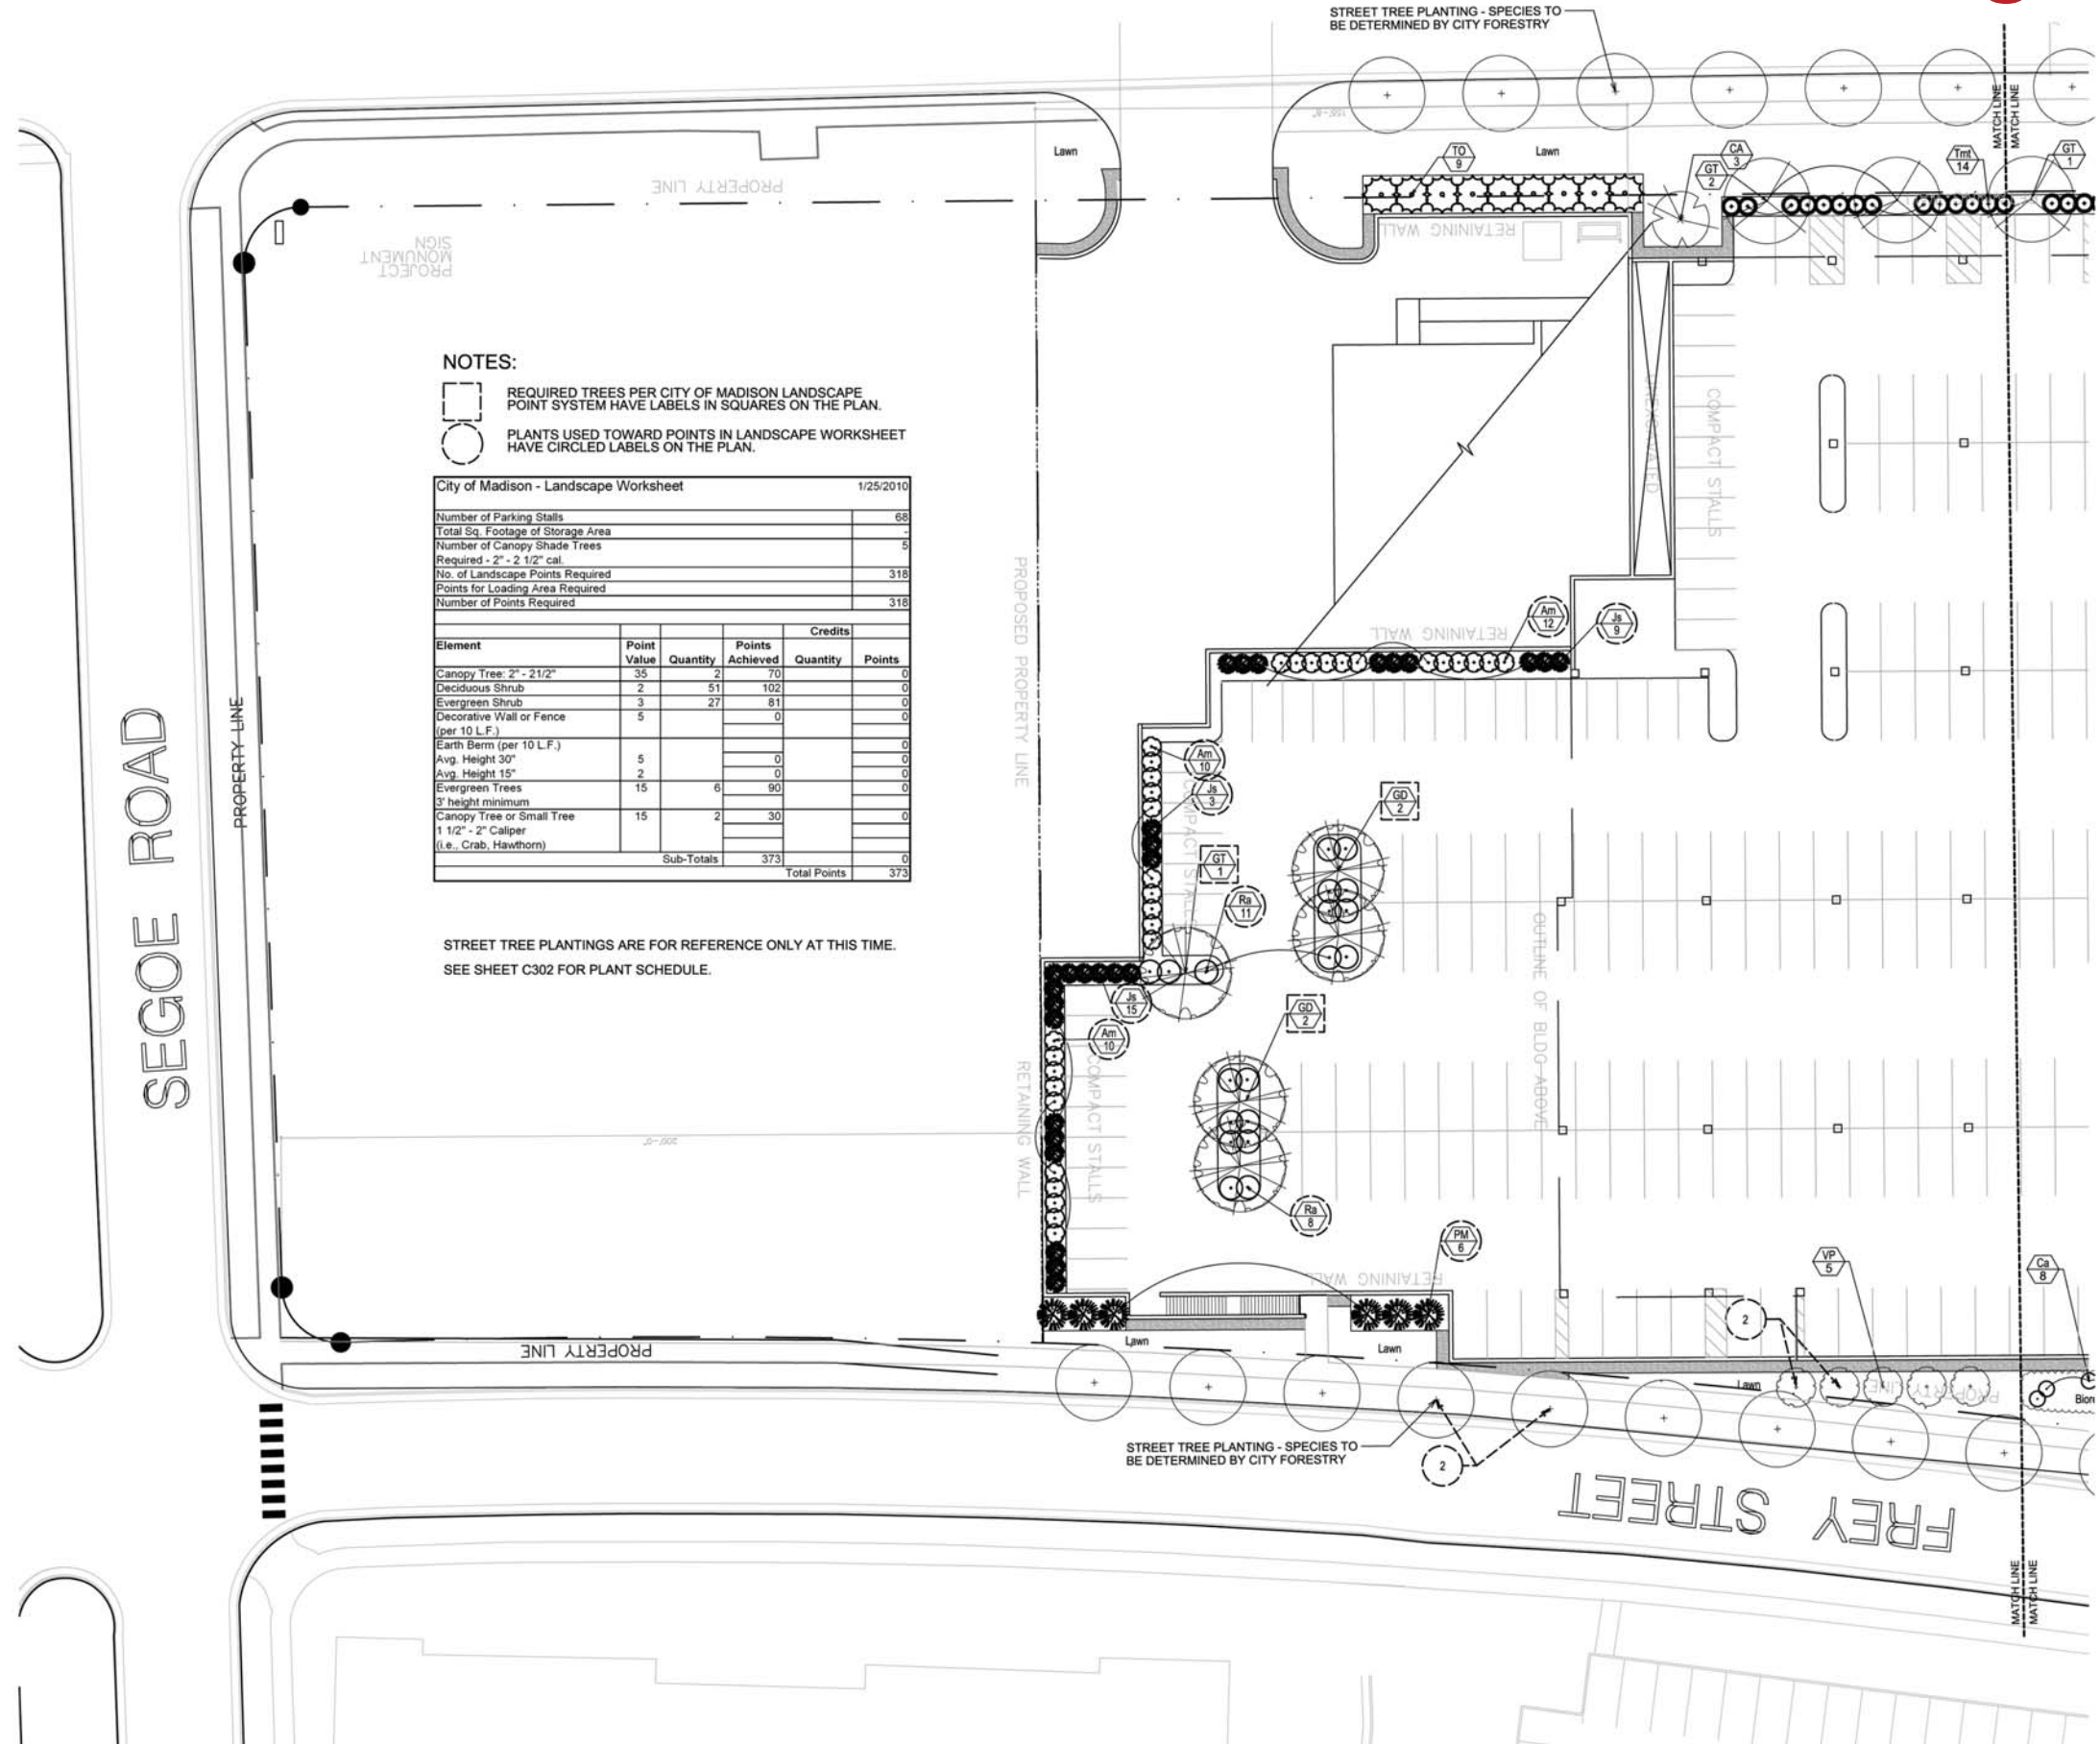 STREET TREE PLANTING - SPECIES TO
BE DETERMINED BY CITY FORESTRY
MATCH LINE
MATCH LINE
Lawn
TO
9
Lawn
CA
3
GT
2
Tmt
14
GT
1
PROPERTY LINE
RETAINING WALL
PROJECT
MONUMENT
SIGN
NOTES:
REQUIRED TREES PER CITY OF MADISON LANDSCAPE
POINT SYSTEM HAVE LABELS IN SQUARES ON THE PLAN.
PLANTS USED TOWARD POINTS IN LANDSCAPE WORKSHEET
HAVE CIRCLED LABELS ON THE PLAN.
City of Madison - Landscape Worksheet 1/25/2010
Number of Parking Stalls 68
Total Sq. Footage of Storage Area -
Number of Canopy Shade Trees 5
Required - 2" - 2 1/2" cal.
No. of Landscape Points Required 318
Points for Loading Area Required
Number of Points Required 318
Credits
Element Point Points
Value Quantity Achieved Quantity Points
Canopy Tree: 2" - 21/2" 35 2 70 0
Deciduous Shrub 2 51 102 0
Evergreen Shrub 3 27 81 0
Decorative Wall or Fence 5 0 0
(per 10 L.F.)
Earth Berm (per 10 L.F.) 0
Avg. Height 30" 5 0 0
Avg. Height 15" 2 0 0
Evergreen Trees 15 6 90 0
3' height minimum
Canopy Tree or Small Tree 15 2 30 0
1 1/2" - 2" Caliper
(i.e., Crab, Hawthorn)
Sub-Totals 373 0
Total Points 373
STREET TREE PLANTINGS ARE FOR REFERENCE ONLY AT THIS TIME.
SEE SHEET C302 FOR PLANT SCHEDULE.
SEGOE ROAD
PROPERTY LINE
PROPOSED PROPERTY LINE
COMPACT STALLS
RETAINING WALL
Am
12
Js
9
Am
10
Js
3
COMPACT STALLS
GD
2
GT
1
Ra
11
OUTLINE OF BLDG ABOVE
Js
15
Am
10
GD
2
RETAINING WALL
COMPACT STALLS
200'-0"
Ra
8
PM
6
RETAINING WALL
VP
5
Ca
8
2
PROPERTY LINE
Lawn
Lawn
Lawn
PROPERTY LINE
STREET TREE PLANTING - SPECIES TO
BE DETERMINED BY CITY FORESTRY
2
FREY STREET
MATCH LINE
MATCH LINE